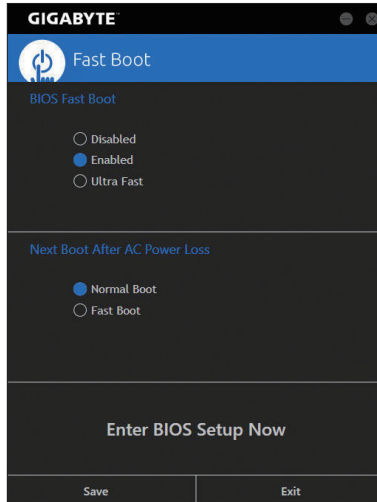 GIGABYTE™
Fast Boot
BIOS Fast Boot
Disabled
Enabled
Ultra Fast
Next Boot After AC Power Loss
Normal Boot
Fast Boot
Enter BIOS Setup Now
Save
Exit